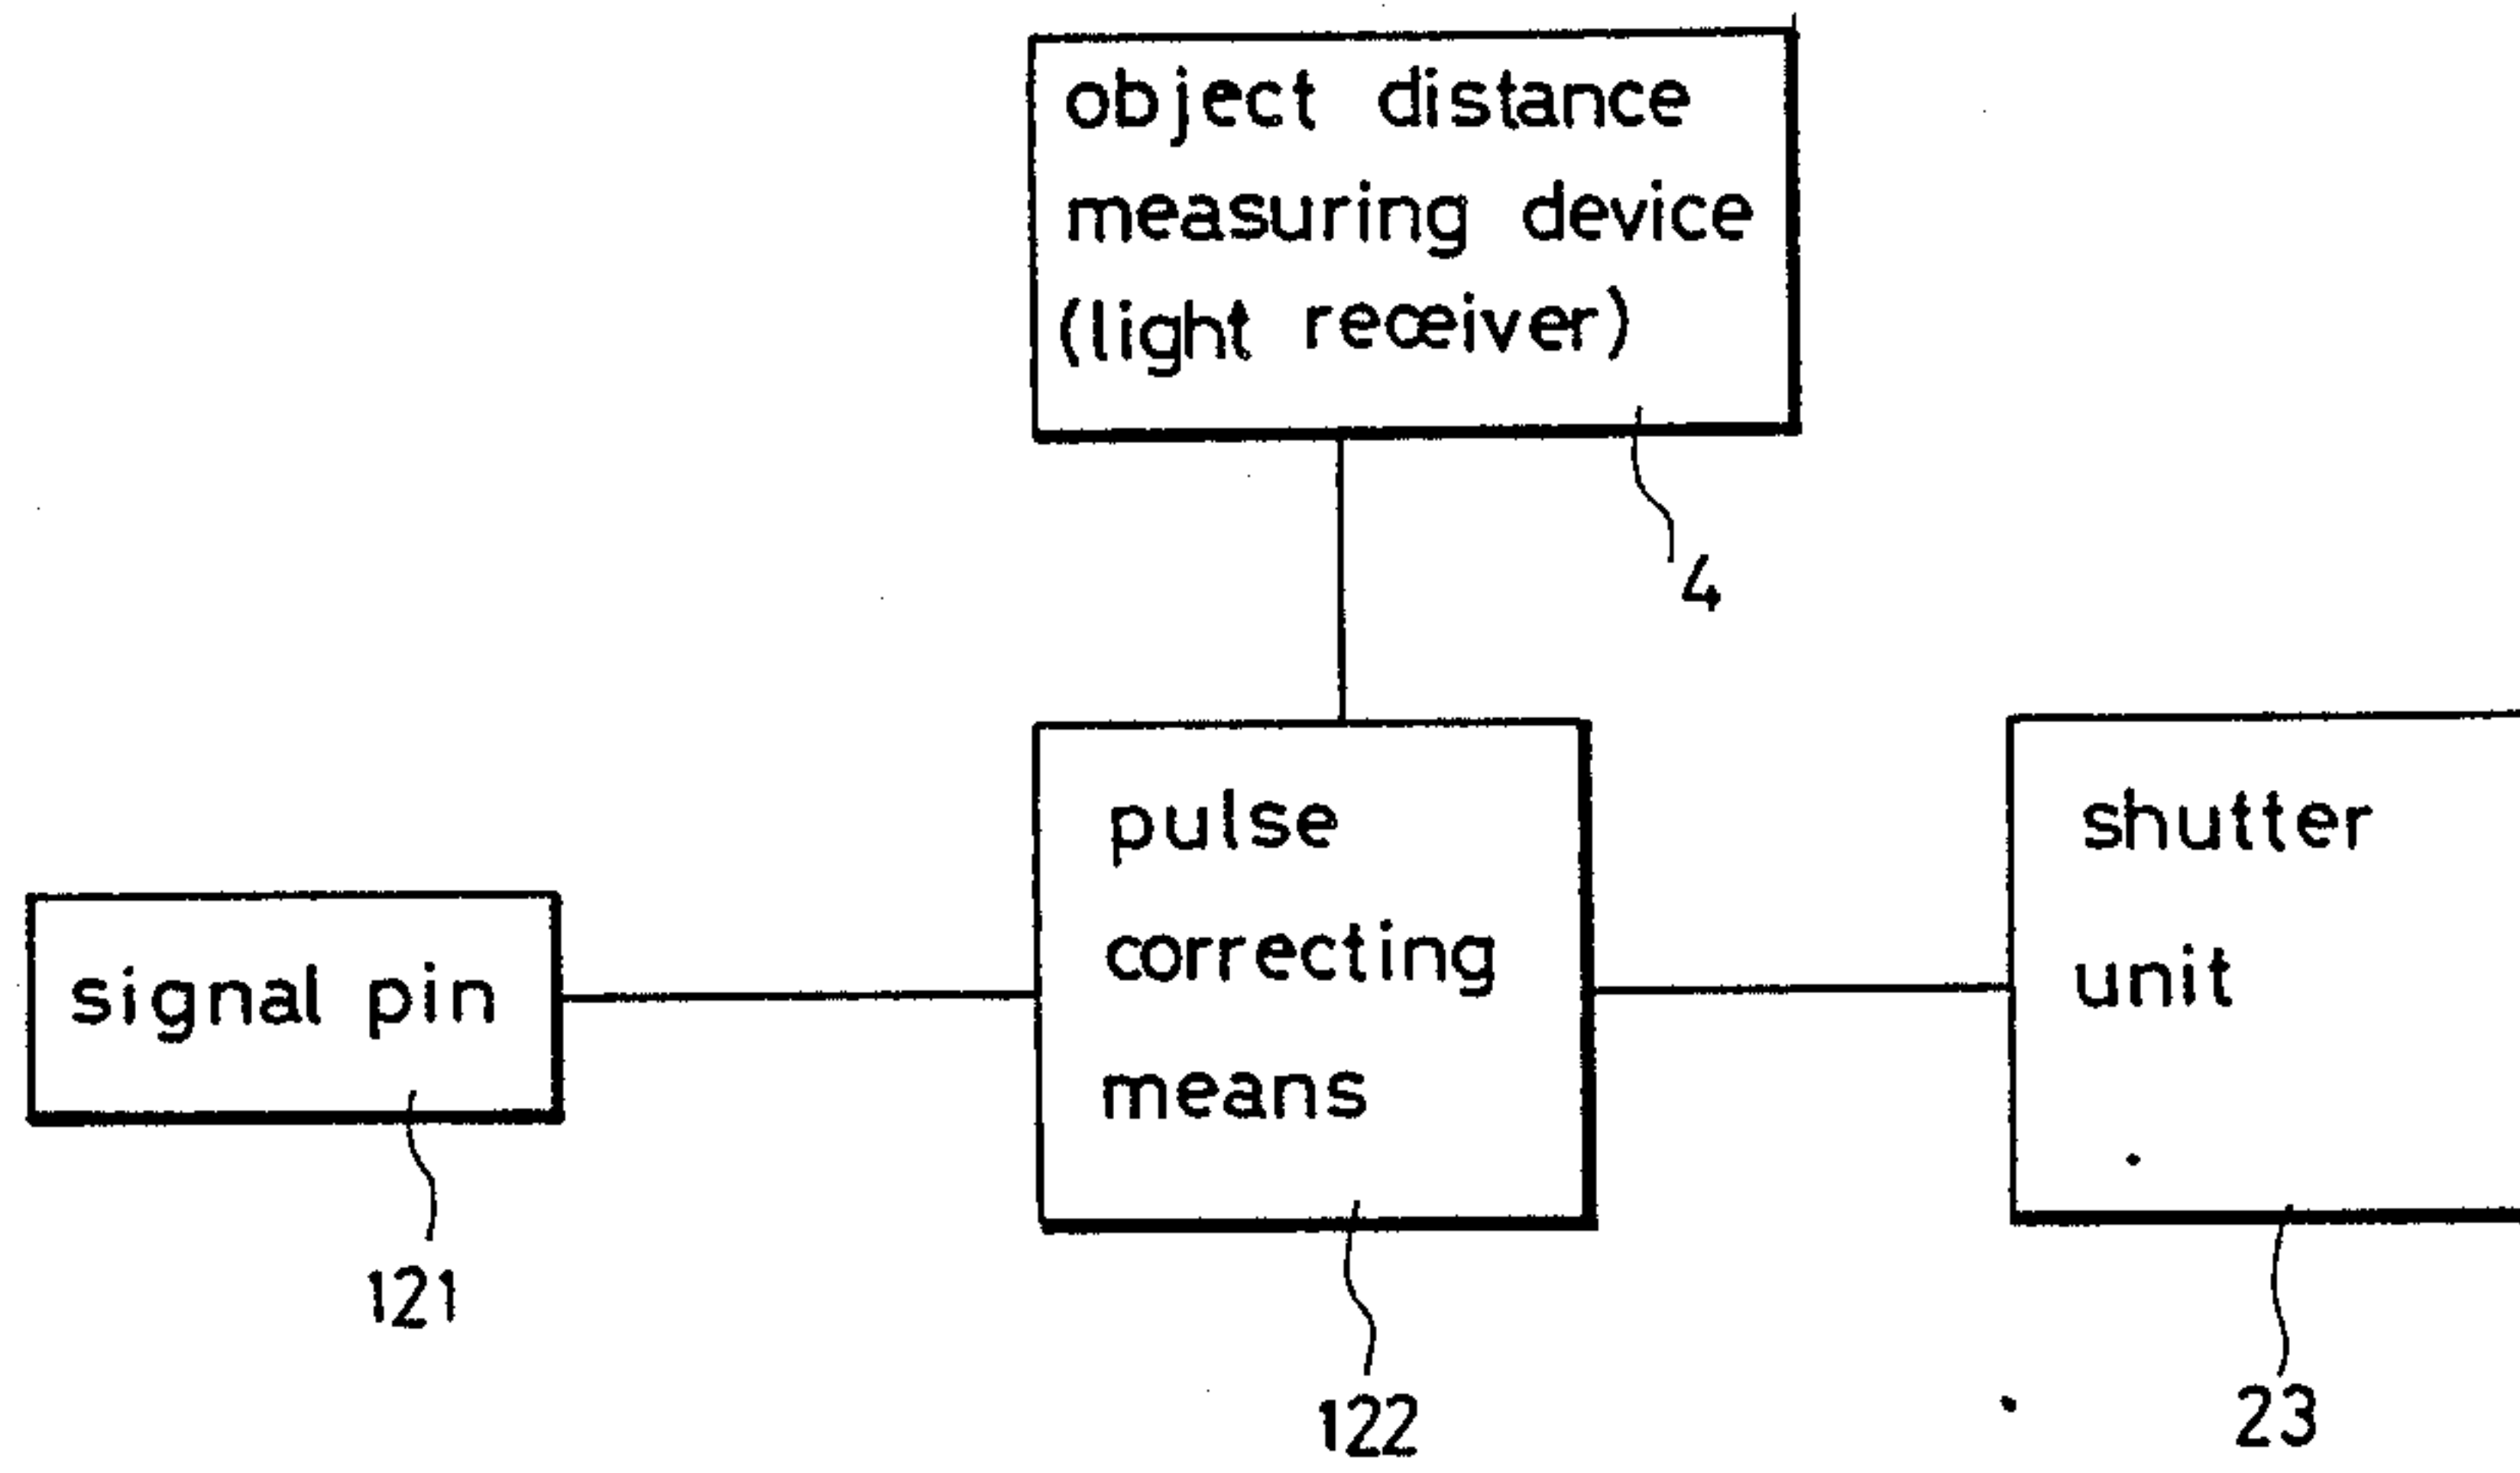 object distance
measuring device
(light receiver)
4
pulse
correcting
means
122
signal pin
121
shutter
unit
23